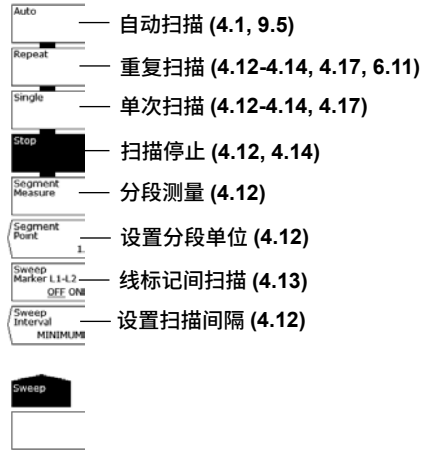 Auto
自动扫描 (4.1, 9.5)
Repeat
重复扫描 (4.12-4.14, 4.17, 6.11)
Single
单次扫描 (4.12-4.14, 4.17)
Stop
扫描停止 (4.12, 4.14)
Segment
Measure
分段测量 (4.12)
Segment
Point
1.
设置分段单位 (4.12)
Sweep
Marker L1-L2
OFF ON
线标记间扫描 (4.13)
Sweep
Interval
MINIMUM
设置扫描间隔 (4.12)
Sweep